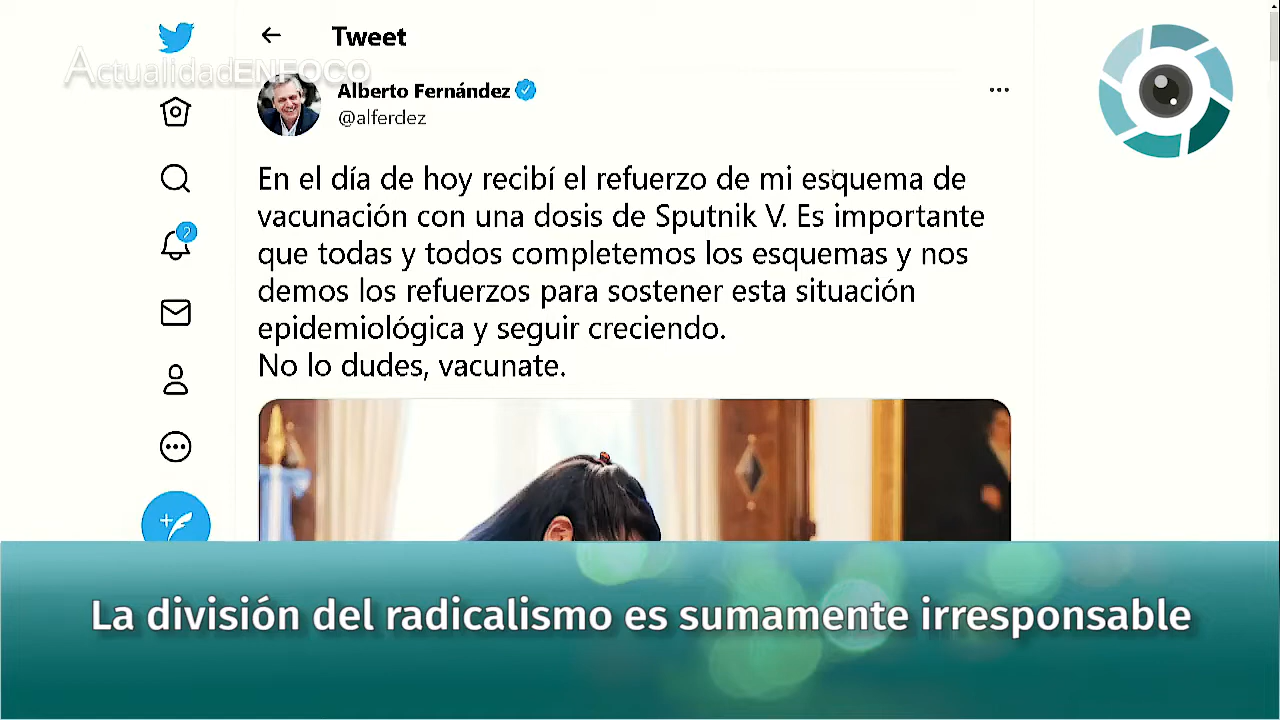 Tweet
ActualidadENFOCO
Alberto Fernández
@alferdez
2
En el día de hoy recibí el refuerzo de mi esquema de
vacunación con una dosis de Sputnik V. Es importante
que todas y todos completemos los esquemas y nos
demos los refuerzos para sostener esta situación
epidemiológica y seguir creciendo.
No lo dudes, vacunate.
La división del radicalismo es sumamente irresponsable